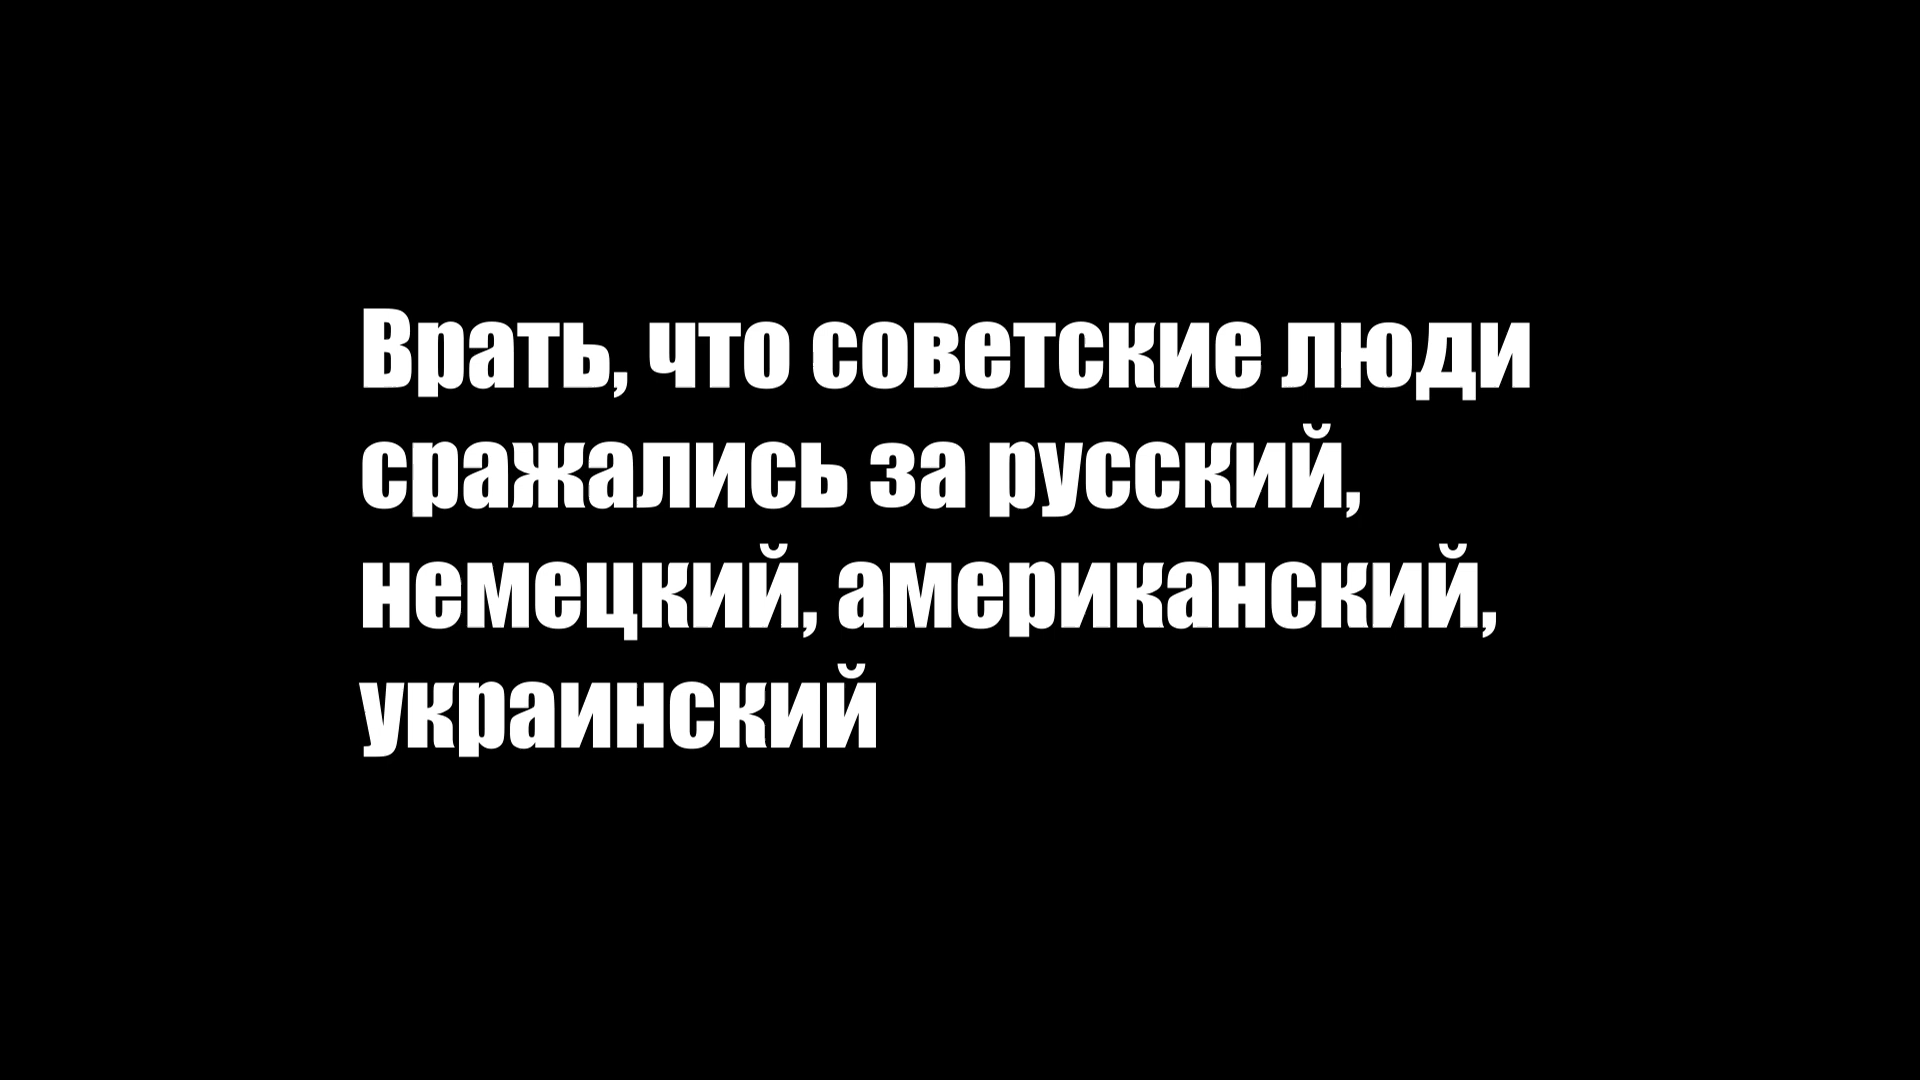 Врать, что советские люди
сражались за русский,
немецкий, американский,
украинский